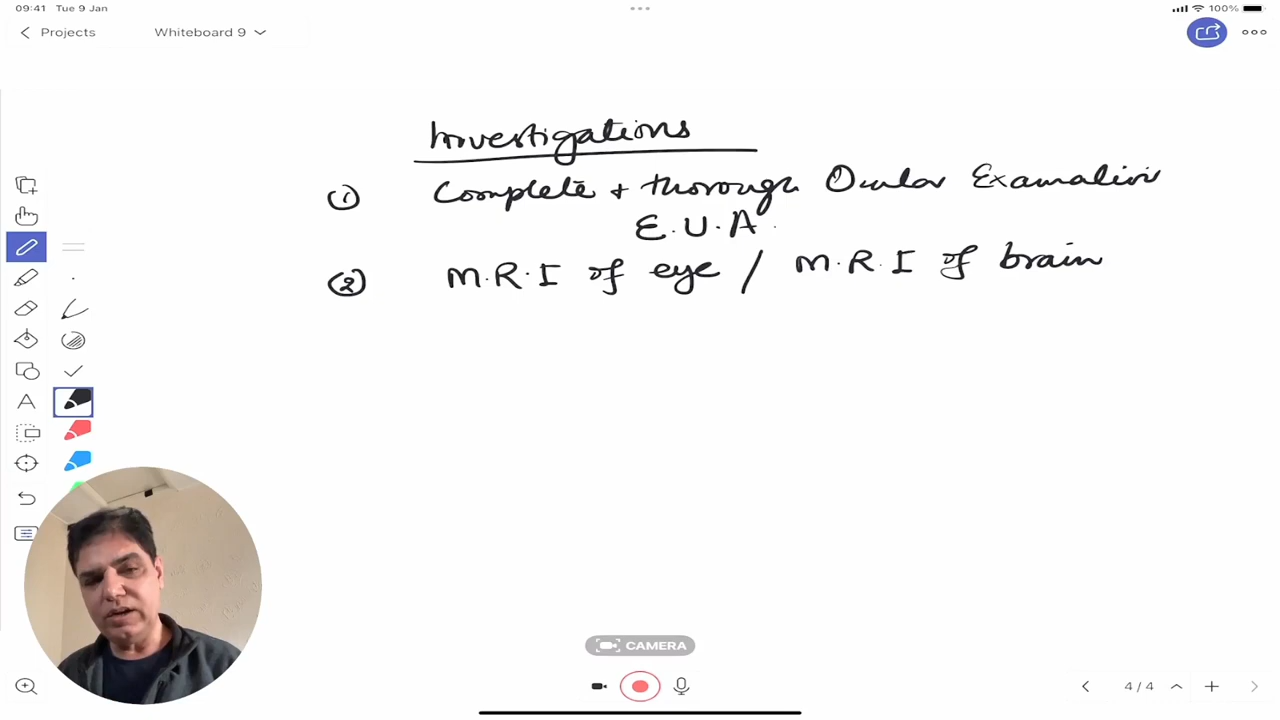 09:41 Tue 9 Jan
100%
Projects
Whiteboard 9
Investigations
① Complete + thorough Ocular Examation
E.U.A.
② M.R.I of eye / M.R.I of brain
A
CAMERA
4/4